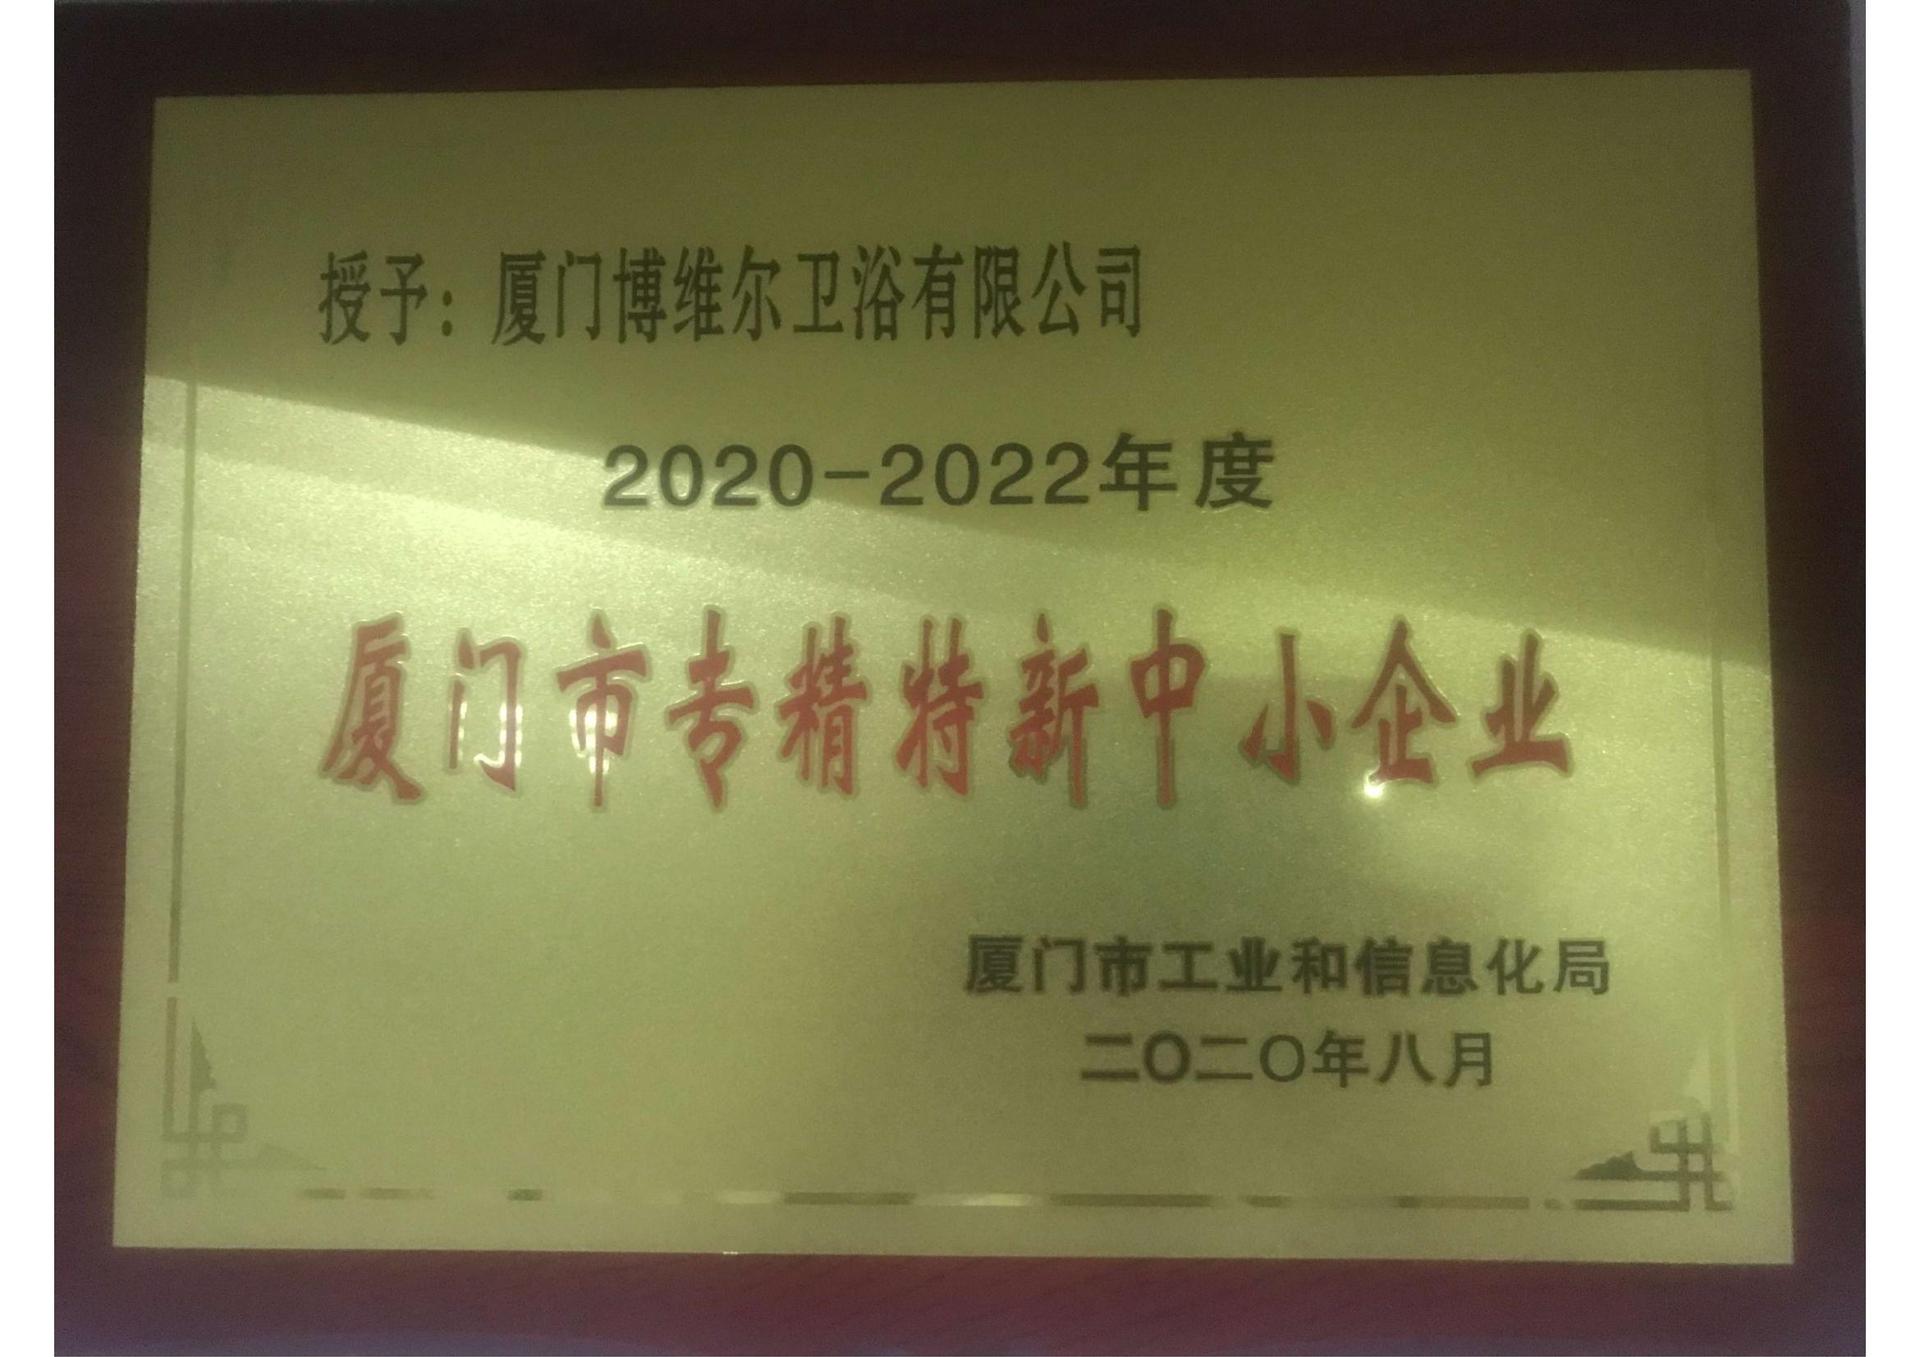 授予：厦门博维尔卫浴有限公司
2020-2022年度
厦门市专精特新中小企业
厦门市工业和信息化局
二〇二〇年八月